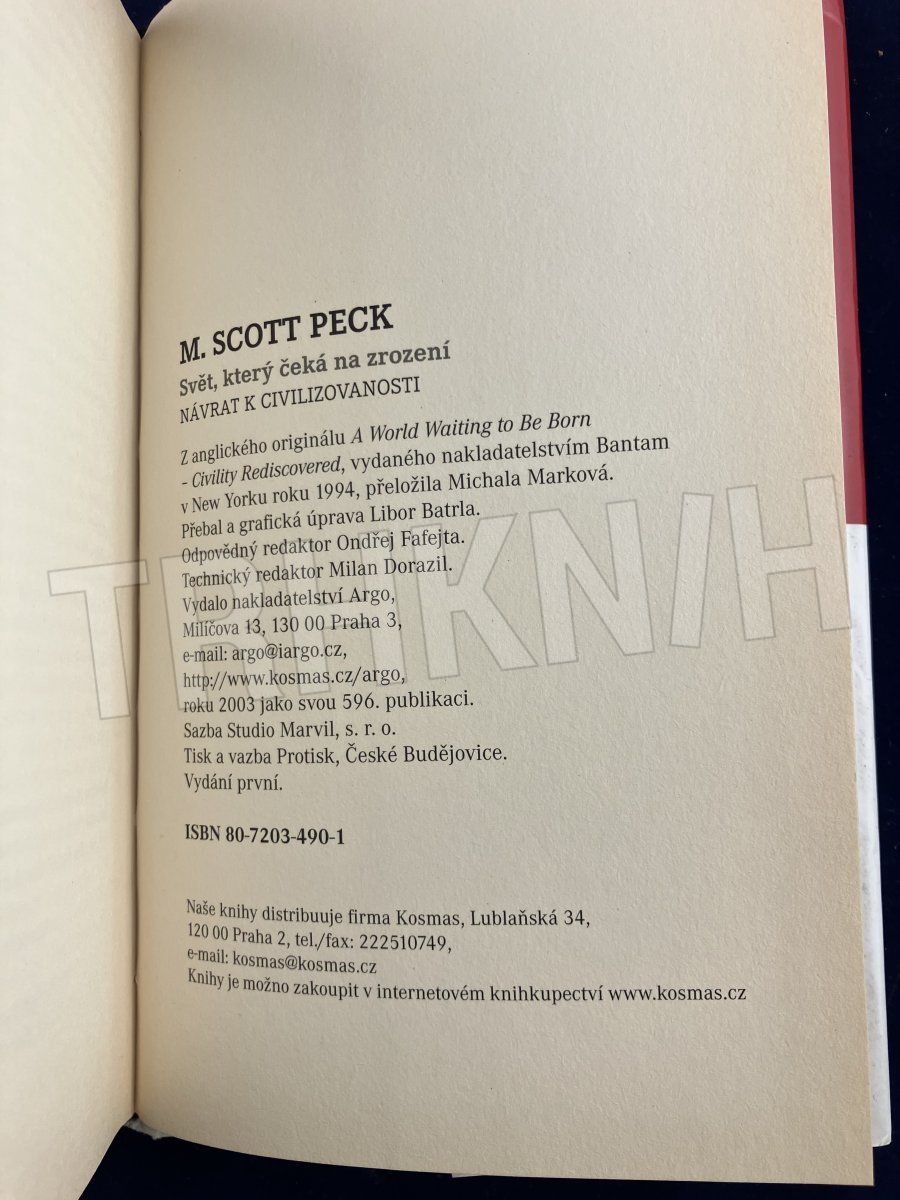 M. SCOTT PECK
Svět, který čeká na zrození
NÁVRAT K CIVILIZOVANOSTI
Z anglického originálu A World Waiting to Be Born
- Civility Rediscovered, vydaného nakladatelstvím Bantam
v New Yorku roku 1994, přeložila Michala Marková.
Přebal a grafická úprava Libor Batrla.
Odpovědný redaktor Ondřej Fafejta.
Technický redaktor Milan Dorazil.
Vydalo nakladatelství Argo,
Milíčova 13, 130 00 Praha 3,
e-mail: argo@iargo.cz,
http://www.kosmas.cz/argo,
roku 2003 jako svou 596. publikaci.
Sazba Studio Marvil, s. r. o.
Tisk a vazba Protisk, České Budějovice.
Vydání první.
ISBN 80-7203-490-1
Naše knihy distribuuje firma Kosmas, Lublaňská 34,
120 00 Praha 2, tel./fax: 222510749,
e-mail: kosmas@kosmas.cz
Knihy je možno zakoupit v internetovém knihkupectví www.kosmas.cz